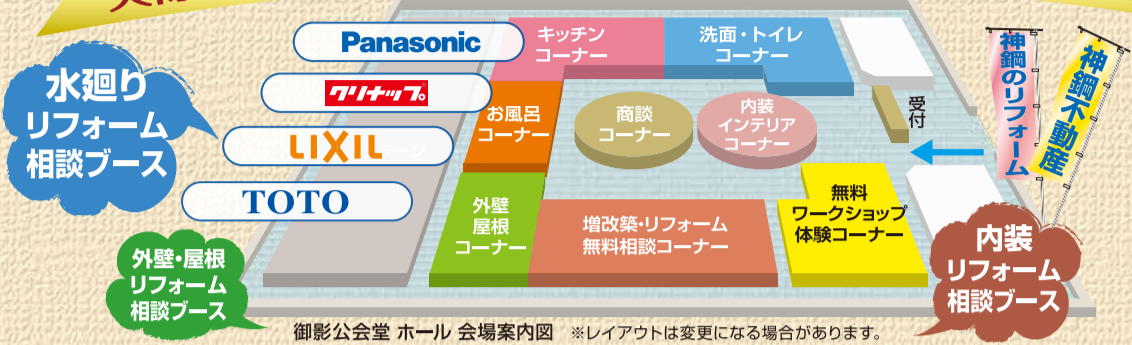 Panasonic
クリナップ
LIXIL
TOTO
水廻り
リフォーム
相談ブース
外壁・屋根
リフォーム
相談ブース
キッチン
コーナー
洗面・トイレ
コーナー
お風呂
コーナー
商談
コーナー
内装
インテリア
コーナー
受付
外壁
屋根
コーナー
増改築・リフォーム
無料相談コーナー
無料
ワークショップ
体験コーナー
神鋼のリフォーム
神鋼不動産
内装
リフォーム
相談ブース
御影公会堂 ホール 会場案内図 ※レイアウトは変更になる場合があります。